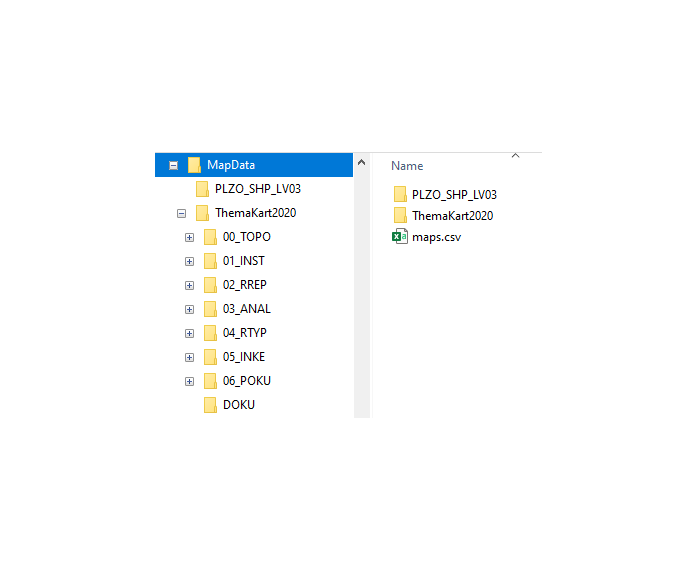 MapData
PLZO_SHP_LV03
ThemaKart2020
00_TOPO
01_INST
02_RREP
03_ANAL
04_RTYP
05_INKE
06_POKU
DOKU
Name
PLZO_SHP_LV03
ThemaKart2020
maps.csv